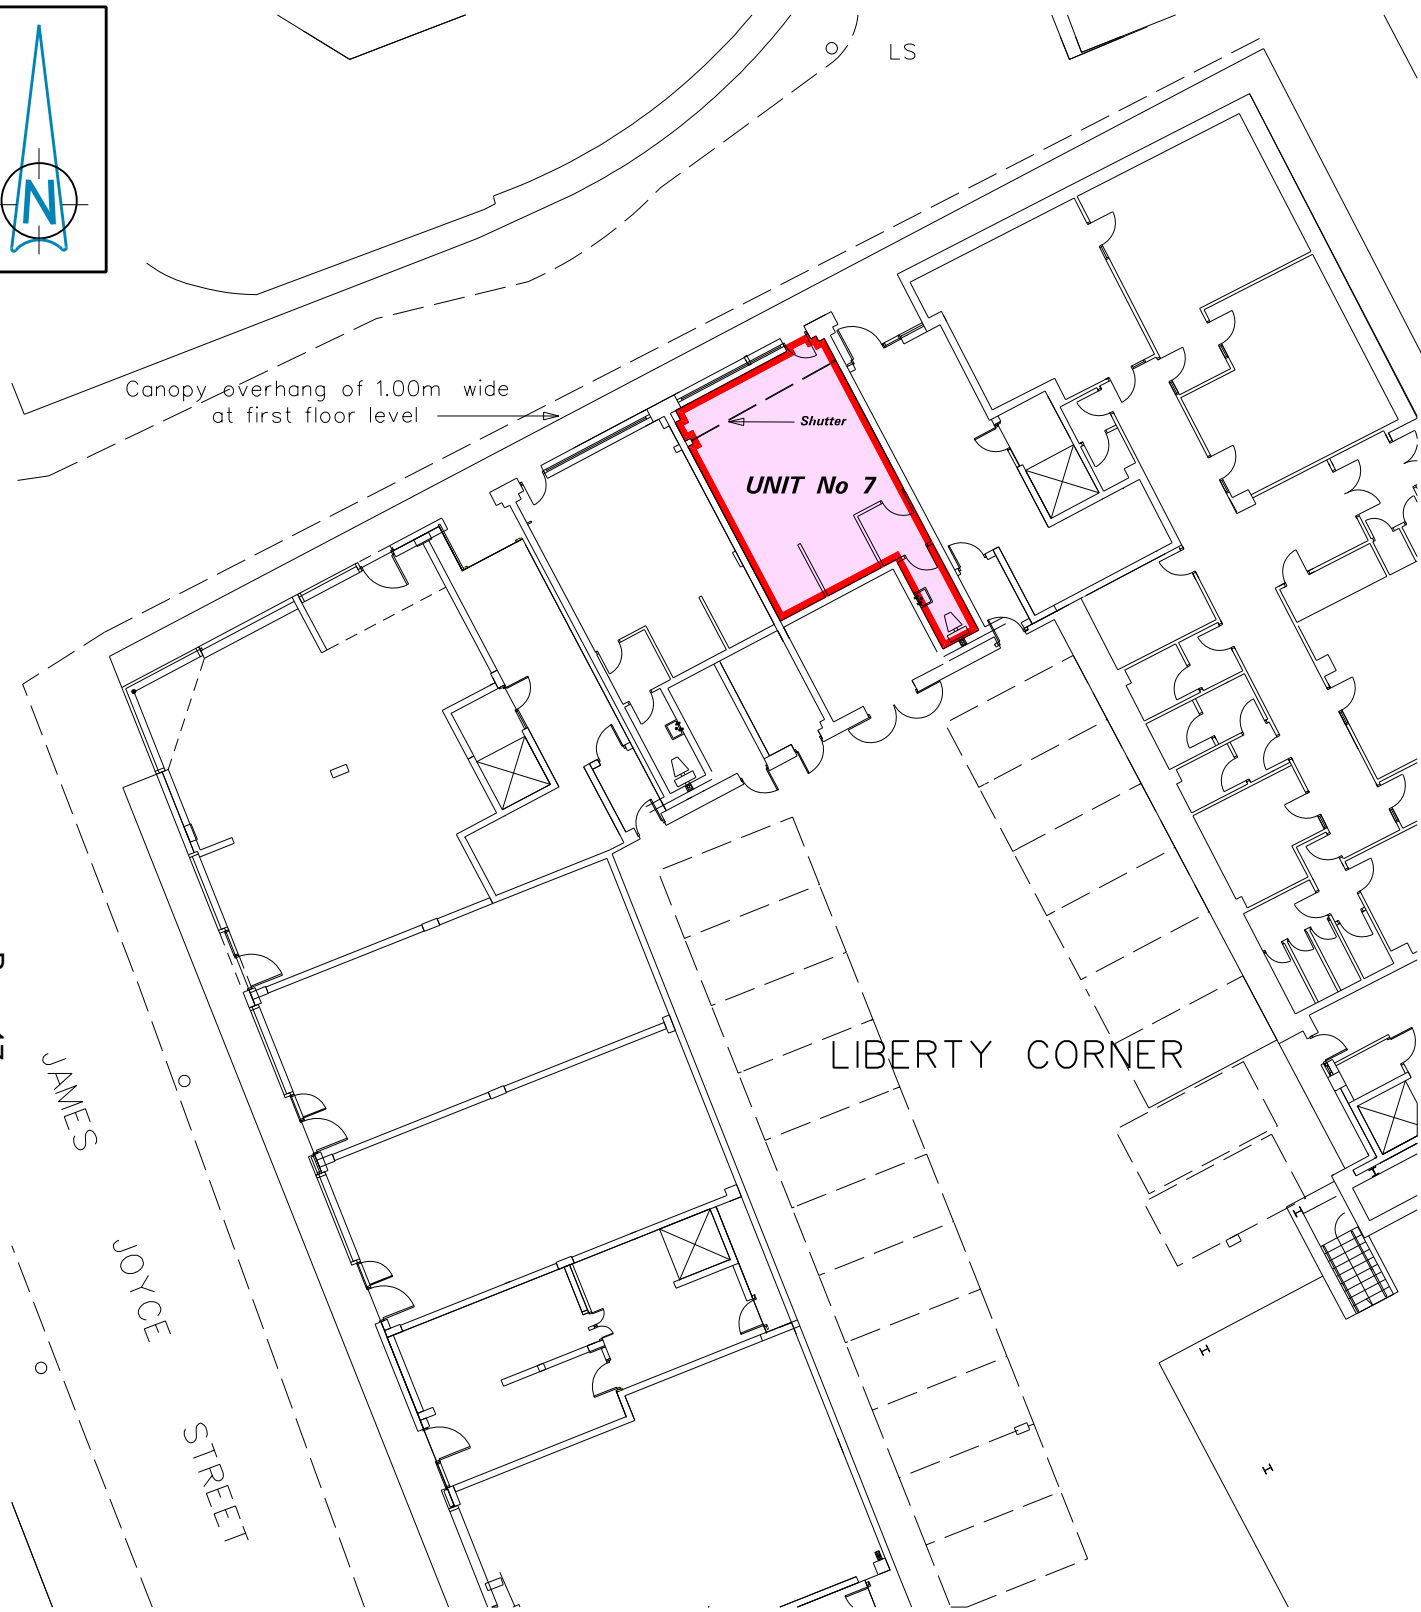 LS
N
Canopy overhang of 1.00m wide
at first floor level
Shutter
UNIT No 7
LIBERTY CORNER
JAMES
JOYCE
STREET